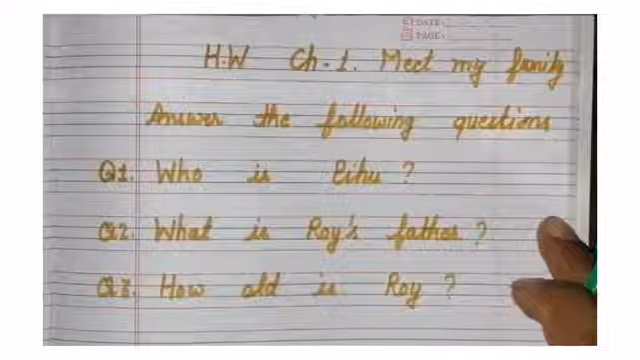 DATE:
PAGE:
H.W Ch-1. Meet my family
Answer the following questions
Q1. Who is Pihu?
Q2. What is Roy's father?
Q3. How old is Roy?